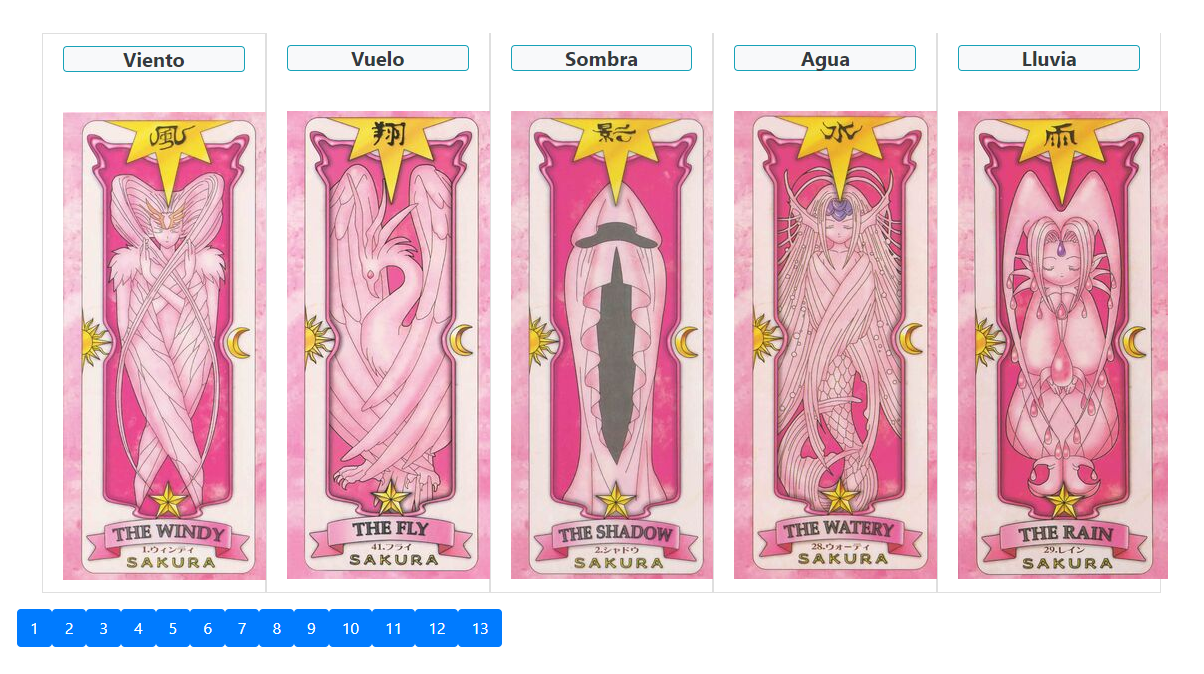 Viento
Vuelo
Sombra
Agua
Lluvia
風
翔
影
水
雨
THE WINDY
1.ウィンディ
SAKURA
THE FLY
41.フライ
SAKURA
THE SHADOW
2.シャドウ
SAKURA
THE WATERY
28.ウォーティ
SAKURA
THE RAIN
29.レイン
SAKURA
1 2 3 4 5 6 7 8 9 10 11 12 13